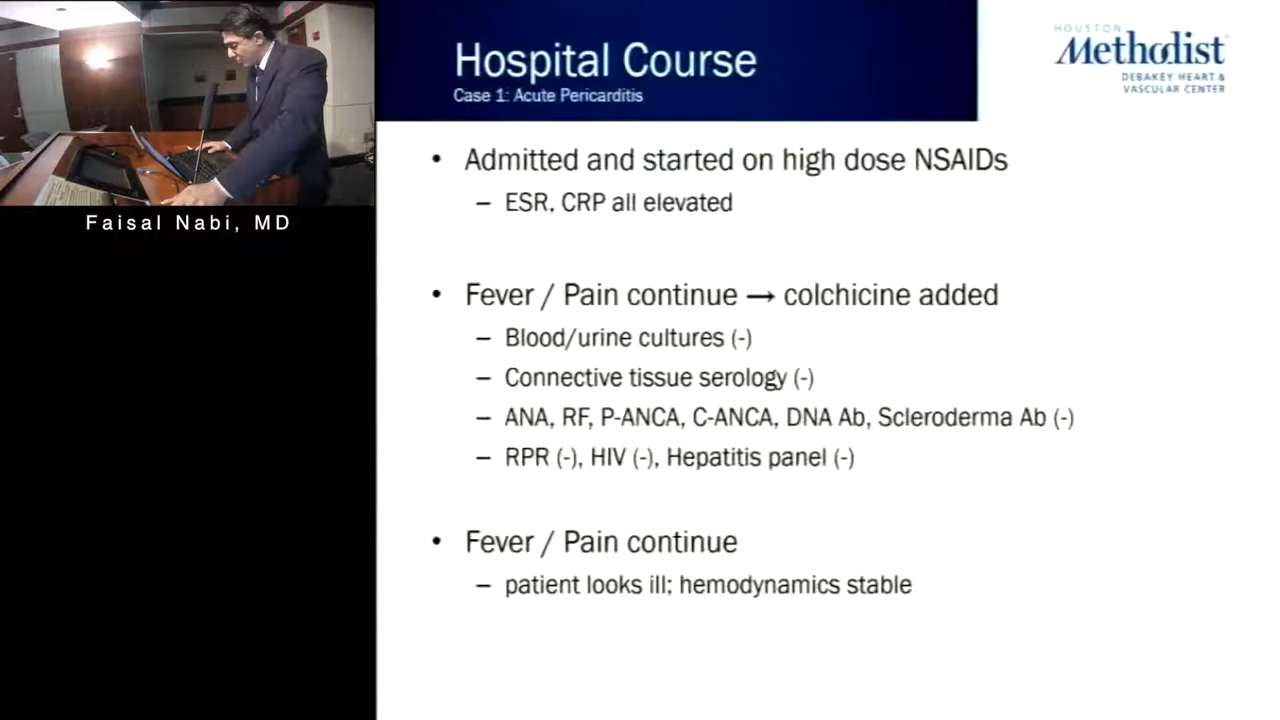 Hospital Course
Case 1: Acute Pericarditis
HOUSTON
Methodist
DEBAKEY HEART &
VASCULAR CENTER
Faisal Nabi, MD
• Admitted and started on high dose NSAIDs
– ESR, CRP all elevated
• Fever / Pain continue → colchicine added
– Blood/urine cultures (-)
– Connective tissue serology (-)
– ANA, RF, P-ANCA, C-ANCA, DNA Ab, Scleroderma Ab (-)
– RPR (-), HIV (-), Hepatitis panel (-)
• Fever / Pain continue
– patient looks ill; hemodynamics stable